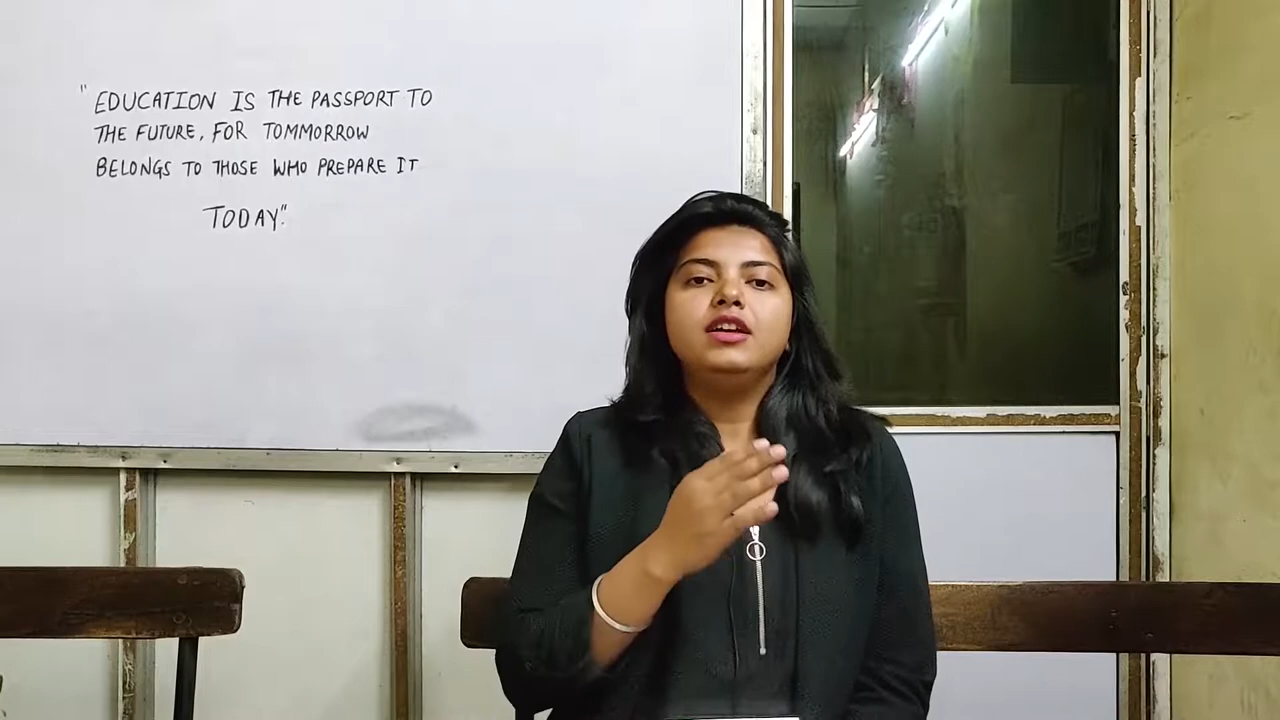 "EDUCATION IS THE PASSPORT TO
THE FUTURE, FOR TOMMORROW
BELONGS TO THOSE WHO PREPARE IT
TODAY."